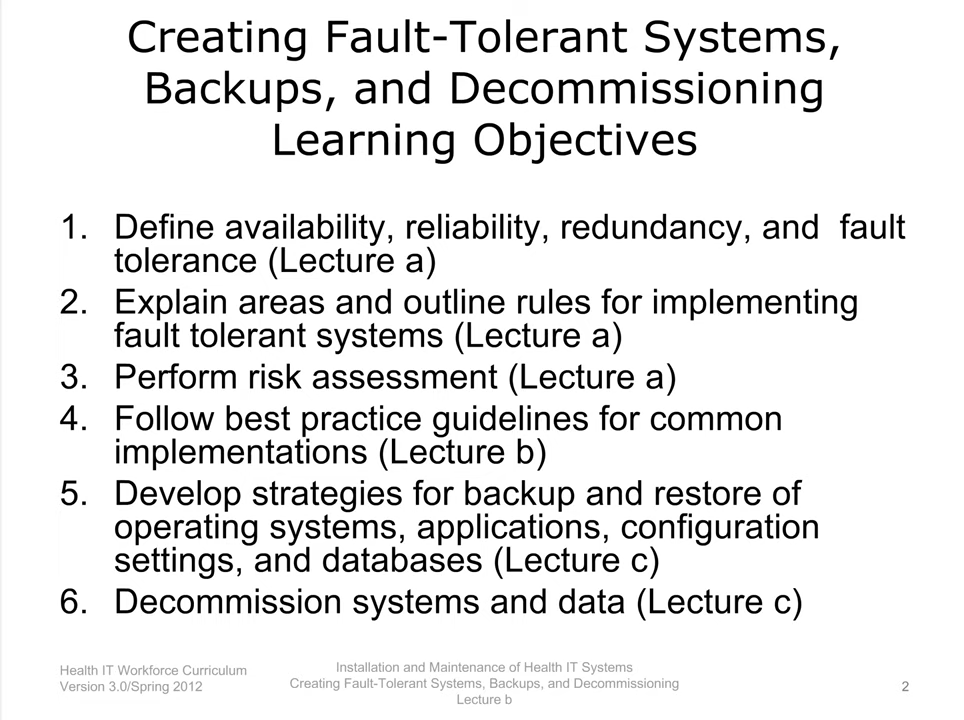 Creating Fault-Tolerant Systems,
Backups, and Decommissioning
Learning Objectives
1. Define availability, reliability, redundancy, and fault
tolerance (Lecture a)
2. Explain areas and outline rules for implementing
fault tolerant systems (Lecture a)
3. Perform risk assessment (Lecture a)
4. Follow best practice guidelines for common
implementations (Lecture b)
5. Develop strategies for backup and restore of
operating systems, applications, configuration
settings, and databases (Lecture c)
6. Decommission systems and data (Lecture c)
Health IT Workforce Curriculum
Version 3.0/Spring 2012
Installation and Maintenance of Health IT Systems
Creating Fault-Tolerant Systems, Backups, and Decommissioning
Lecture b
2